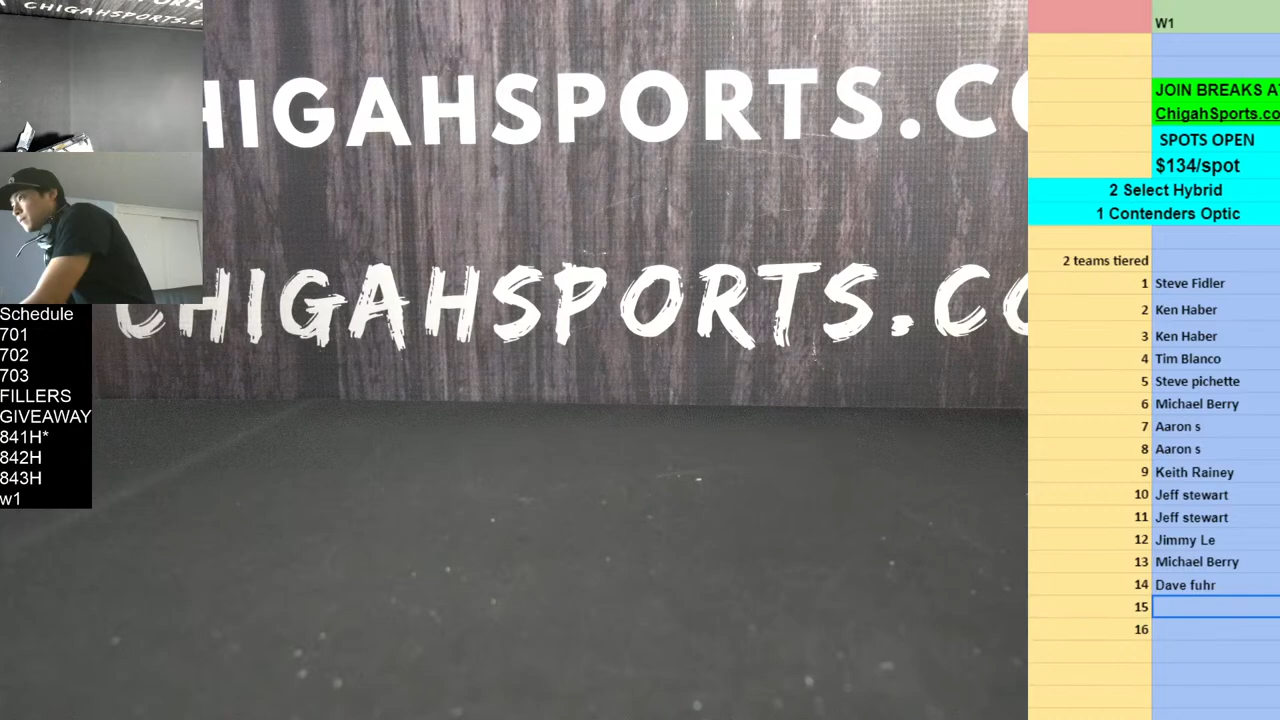 CHIGAHSPORTS.C
HIGAHSPORTS.CO
CHIGAHSPORTS.CO
Schedule
701
702
703
FILLERS
GIVEAWAY
841H*
842H
843H
w1
W1
JOIN BREAKS A
ChigahSports.co
SPOTS OPEN
$134/spot
2 Select Hybrid
1 Contenders Optic
2 teams tiered
1 Steve Fidler
2 Ken Haber
3 Ken Haber
4 Tim Blanco
5 Steve pichette
6 Michael Berry
7 Aaron s
8 Aaron s
9 Keith Rainey
10 Jeff stewart
11 Jeff stewart
12 Jimmy Le
13 Michael Berry
14 Dave fuhr
15
16